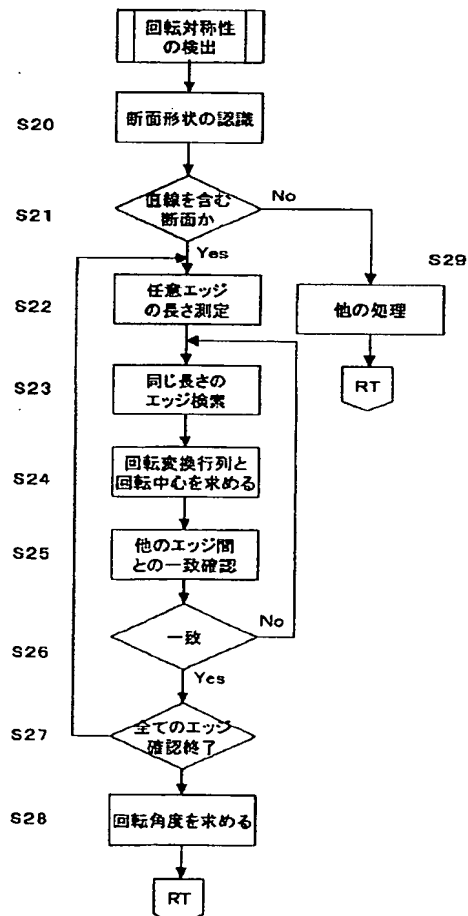 回転対称性
の検出
S20
断面形状の認識
S21
直線を含む
断面か
No
Yes
S29
S22
任意エッジ
の長さ測定
他の処理
RT
S23
同じ長さの
エッジ検索
S24
回転変換行列と
回転中心を求める
S25
他のエッジ間
との一致確認
S26
一致
No
Yes
S27
全てのエッジ
確認終了
S28
回転角度を求める
RT